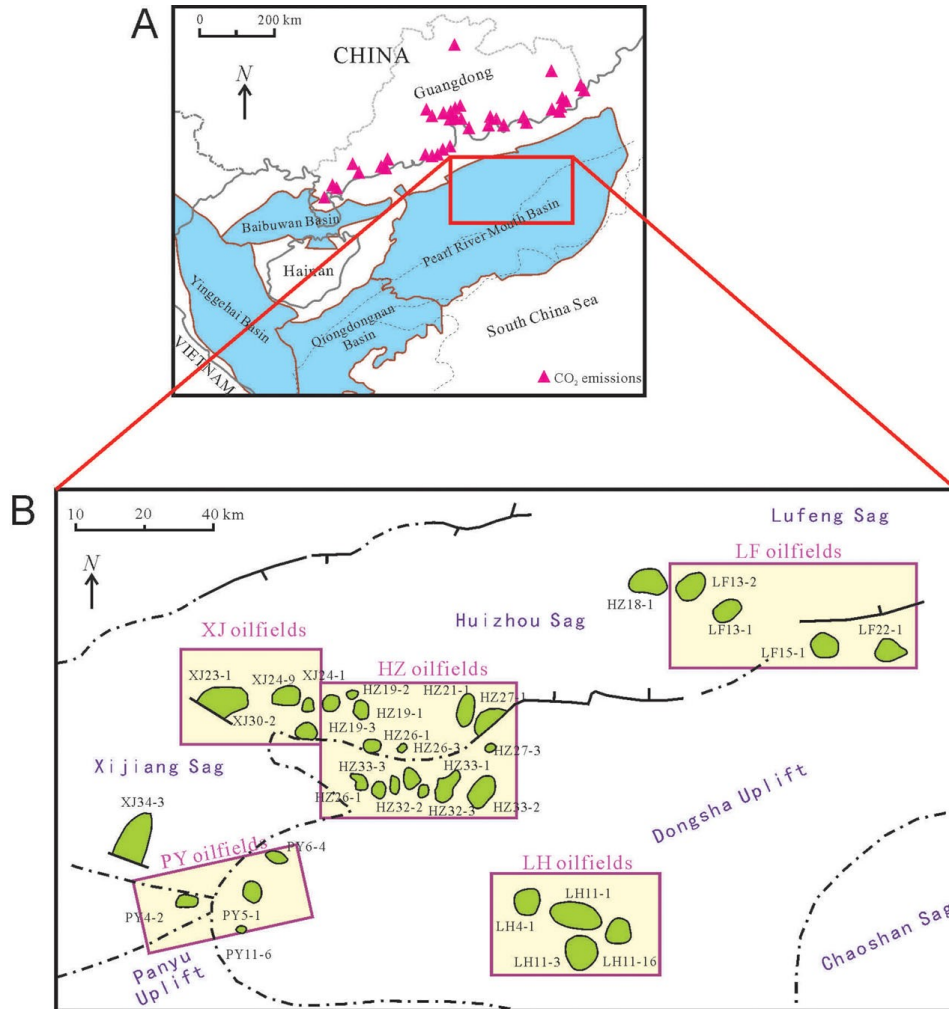 A
0 200 km
CHINA
N
Guangdong
Baibuwan Basin
Hainan
Pearl River Mouth Basin
Yinggehai Basin
Qiongdongnan
Basin
South China Sea
VIETNAM
CO₂ emissions
B
10 20 40 km
N
Lufeng Sag
LF oilfields
HZ18-1
LF13-2
LF13-1
LF15-1
LF22-1
Huizhou Sag
XJ oilfields
HZ oilfields
XJ23-1
XJ24-9
XJ24-1
XJ30-2
HZ19-2
HZ19-1
HZ19-3
HZ21-1
HZ27-1
HZ26-1
HZ26-3
HZ27-3
HZ33-3
HZ33-1
HZ26-1
HZ32-2
HZ32-3
HZ33-2
Xijiang Sag
XJ34-3
Dongsha Uplift
PY oilfields
PY6-4
PY4-2
PY5-1
PY11-6
LH oilfields
LH11-1
LH4-1
LH11-3
LH11-16
Panyu
Uplift
Chaoshan Sag